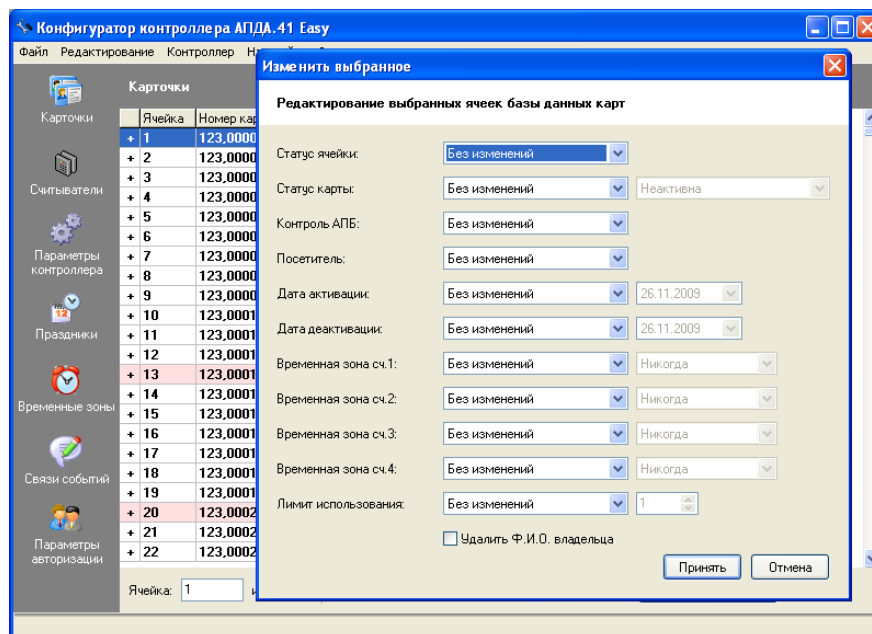 Конфигуратор контроллера АПДА.41 Easy
Файл Редактирование Контроллер
Изменить выбранное
Карточки
Карточки
Считыватели
Параметры
контроллера
Праздники
Временные зоны
Связи событий
Параметры
авторизации
Ячейка Номер кар
+ 1 123,0000
+ 2 123,0000
+ 3 123,0000
+ 4 123,0000
+ 5 123,0000
+ 6 123,0000
+ 7 123,0000
+ 8 123,0000
+ 9 123,0000
+ 10 123,0001
+ 11 123,0001
+ 12 123,0001
+ 13 123,0001
+ 14 123,0001
+ 15 123,0001
+ 16 123,0001
+ 17 123,0001
+ 18 123,0001
+ 19 123,0001
+ 20 123,0002
+ 21 123,0002
+ 22 123,0002
Ячейка: 1
Редактирование выбранных ячеек базы данных карт
Статус ячейки: Без изменений
Статус карты: Без изменений Неактивна
Контроль АПБ: Без изменений
Посетитель: Без изменений
Дата активации: Без изменений 26.11.2009
Дата деактивации: Без изменений 26.11.2009
Временная зона сч.1: Без изменений Никогда
Временная зона сч.2: Без изменений Никогда
Временная зона сч.3: Без изменений Никогда
Временная зона сч.4: Без изменений Никогда
Лимит использования: Без изменений 1
Удалить Ф.И.О. владельца
Принять Отмена